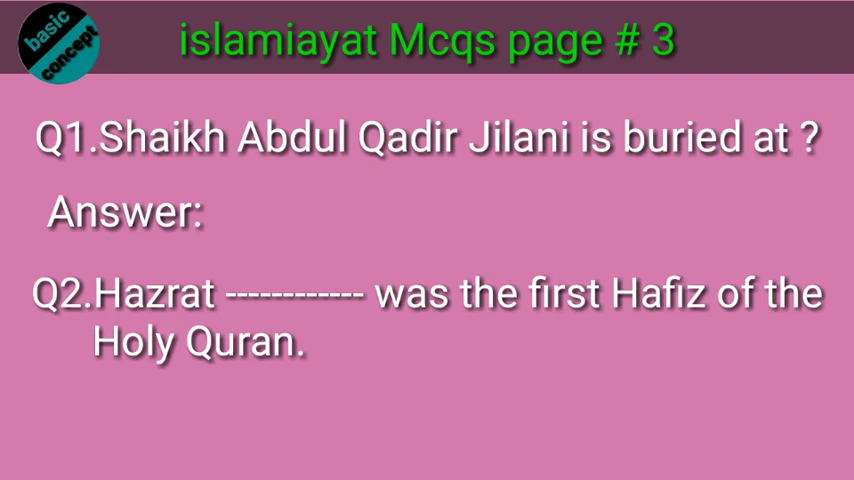 basic
concept
islamiayat Mcqs page # 3
Q1.Shaikh Abdul Qadir Jilani is buried at ?
Answer:
Q2.Hazrat ------------ was the first Hafiz of the
Holy Quran.